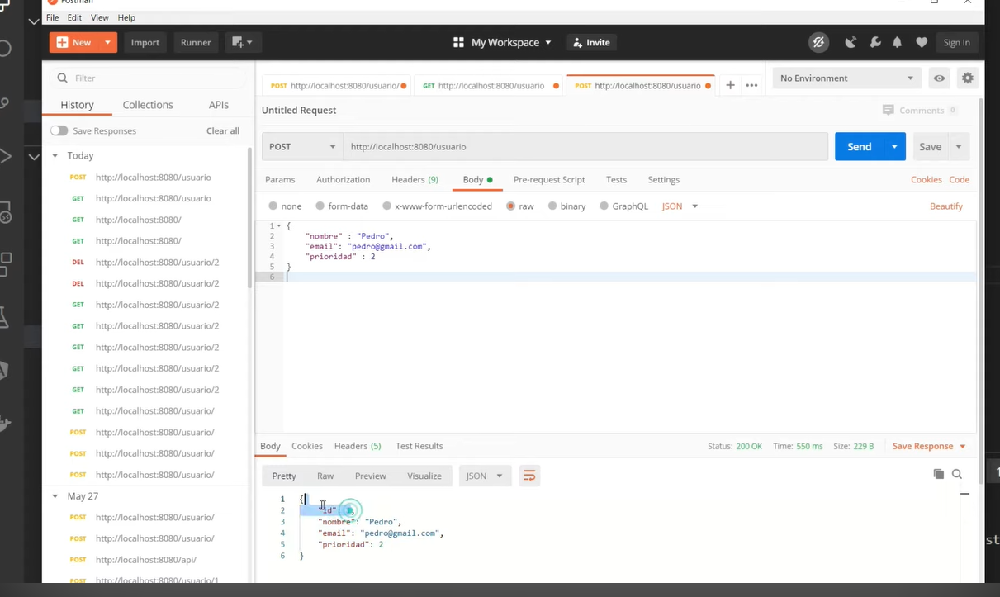 Postman
File Edit View Help
New Import Runner My Workspace Invite Sign In
Filter
History Collections APIs
Save Responses Clear all
Today
POST http://localhost:8080/usuario
GET http://localhost:8080/usuario
GET http://localhost:8080/
GET http://localhost:8080/
DEL http://localhost:8080/usuario/2
DEL http://localhost:8080/usuario/2
GET http://localhost:8080/usuario/2
GET http://localhost:8080/usuario/2
GET http://localhost:8080/usuario/2
GET http://localhost:8080/usuario/2
GET http://localhost:8080/usuario/2
GET http://localhost:8080/usuario/
POST http://localhost:8080/usuario/
POST http://localhost:8080/usuario/
POST http://localhost:8080/usuario/
May 27
POST http://localhost:8080/usuario/
POST http://localhost:8080/usuario/
POST http://localhost:8080/api/
POST http://localhost:8080/usuario/1
POST http://localhost:8080/usuario/ GET http://localhost:8080/usuario POST http://localhost:8080/usuario No Environment
Untitled Request Comments 0
POST http://localhost:8080/usuario Send Save
Params Authorization Headers (9) Body Pre-request Script Tests Settings Cookies Code
none form-data x-www-form-urlencoded raw binary GraphQL JSON Beautify
1 {
2 "nombre" : "Pedro",
3 "email": "pedro@gmail.com",
4 "prioridad" : 2
5 }
6
Body Cookies Headers (5) Test Results Status: 200 OK Time: 550 ms Size: 229 B Save Response
Pretty Raw Preview Visualize JSON
1 {
2 "id":
3 "nombre": "Pedro",
4 "email": "pedro@gmail.com",
5 "prioridad": 2
6 }